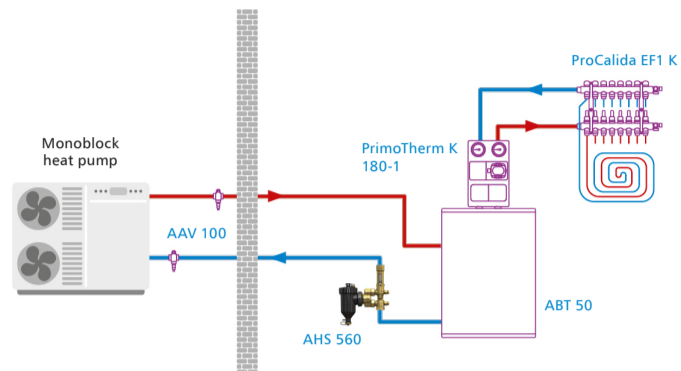 ProCalida EF1 K
Monoblock
heat pump
PrimoTherm K
180-1
AAV 100
AHS 560
ABT 50